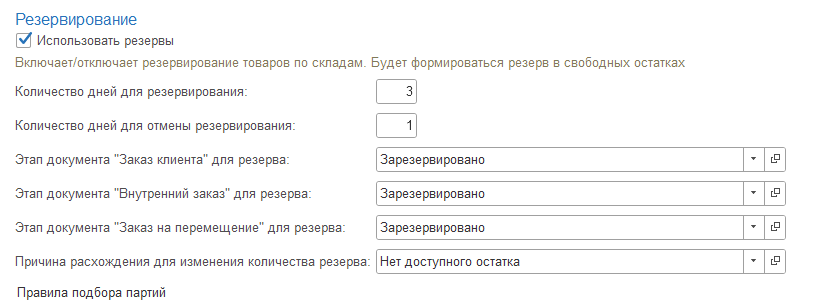 Резервирование
Использовать резервы
Включает/отключает резервирование товаров по складам. Будет формироваться резерв в свободных остатках
Количество дней для резервирования: 3
Количество дней для отмены резервирования: 1
Этап документа "Заказ клиента" для резерва: Зарезервировано
Этап документа "Внутренний заказ" для резерва: Зарезервировано
Этап документа "Заказ на перемещение" для резерва: Зарезервировано
Причина расхождения для изменения количества резерва: Нет доступного остатка
Правила подбора партий